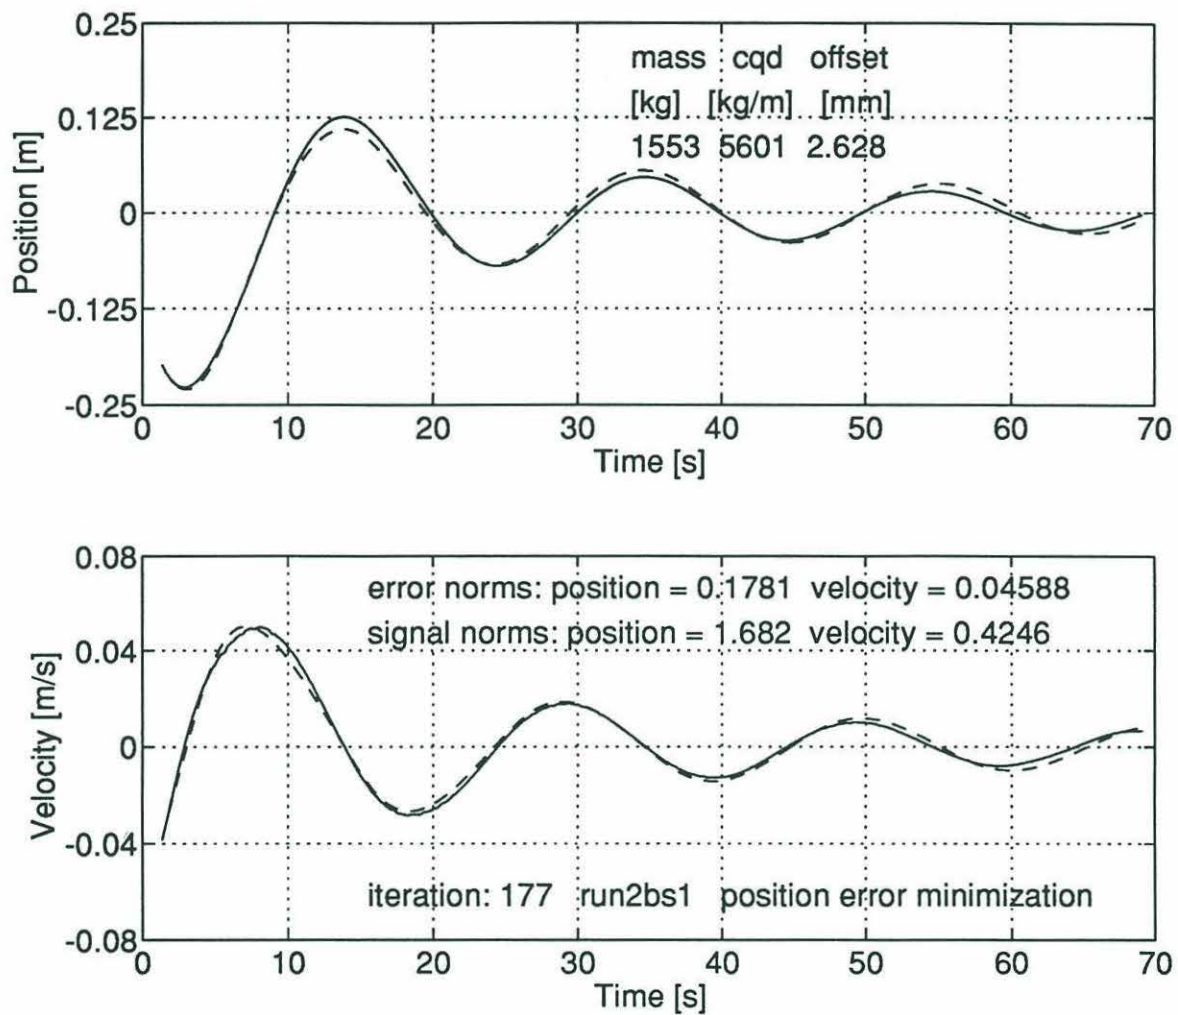 0.25
0.125
0
-0.125
-0.25
Position [m]
mass cqd offset
[kg] [kg/m] [mm]
1553 5601 2.628
0 10 20 30 40 50 60 70
Time [s]
0.08
0.04
0
-0.04
-0.08
Velocity [m/s]
error norms: position = 0.1781 velocity = 0.04588
signal norms: position = 1.682 velocity = 0.4246
iteration: 177 run2bs1 position error minimization
0 10 20 30 40 50 60 70
Time [s]